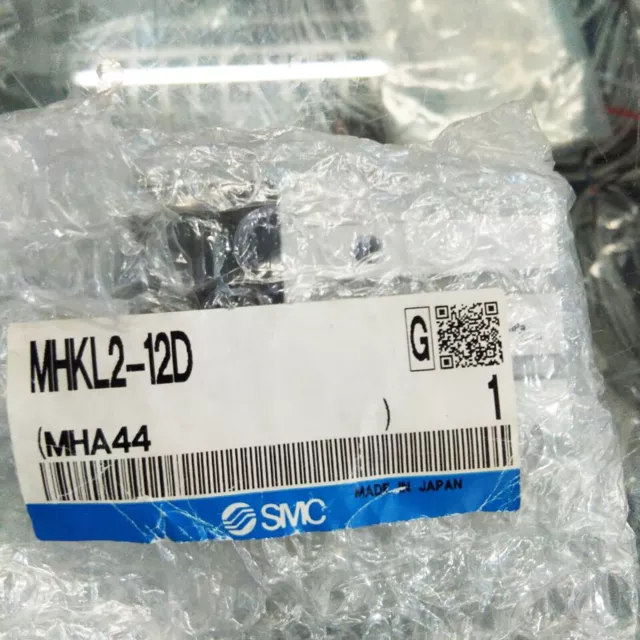 MHKL2-12D
G
(MHA44 )
1
MADE IN JAPAN
SMC